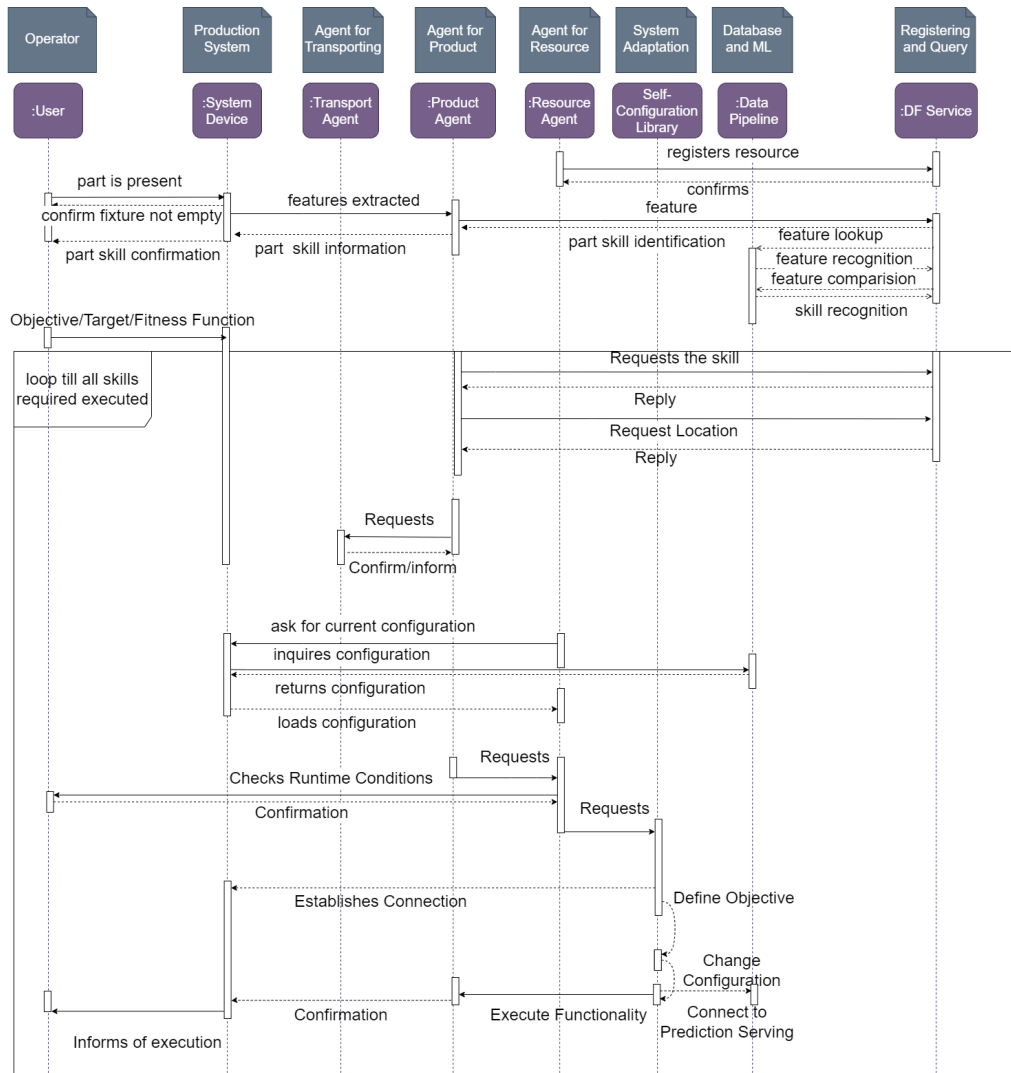 Operator
Production
System
Agent for
Transporting
Agent for
Product
Agent for
Resource
System
Adaptation
Database
and ML
Registering
and Query
:User
:System
Device
:Transport
Agent
:Product
Agent
:Resource
Agent
Self-
Configuration
Library
:Data
Pipeline
:DF Service
registers resource
confirms
part is present
confirm fixture not empty
features extracted
feature
part skill confirmation
part  skill information
part skill identification
feature lookup
feature recognition
feature comparision
skill recognition
Objective/Target/Fitness Function
loop till all skills
required executed
Requests the skill
Reply
Request Location
Reply
Requests
Confirm/inform
ask for current configuration
inquires configuration
returns configuration
loads configuration
Requests
Checks Runtime Conditions
Confirmation
Requests
Establishes Connection
Define Objective
Change
Configuration
Confirmation
Execute Functionality
Connect to
Prediction Serving
Informs of execution